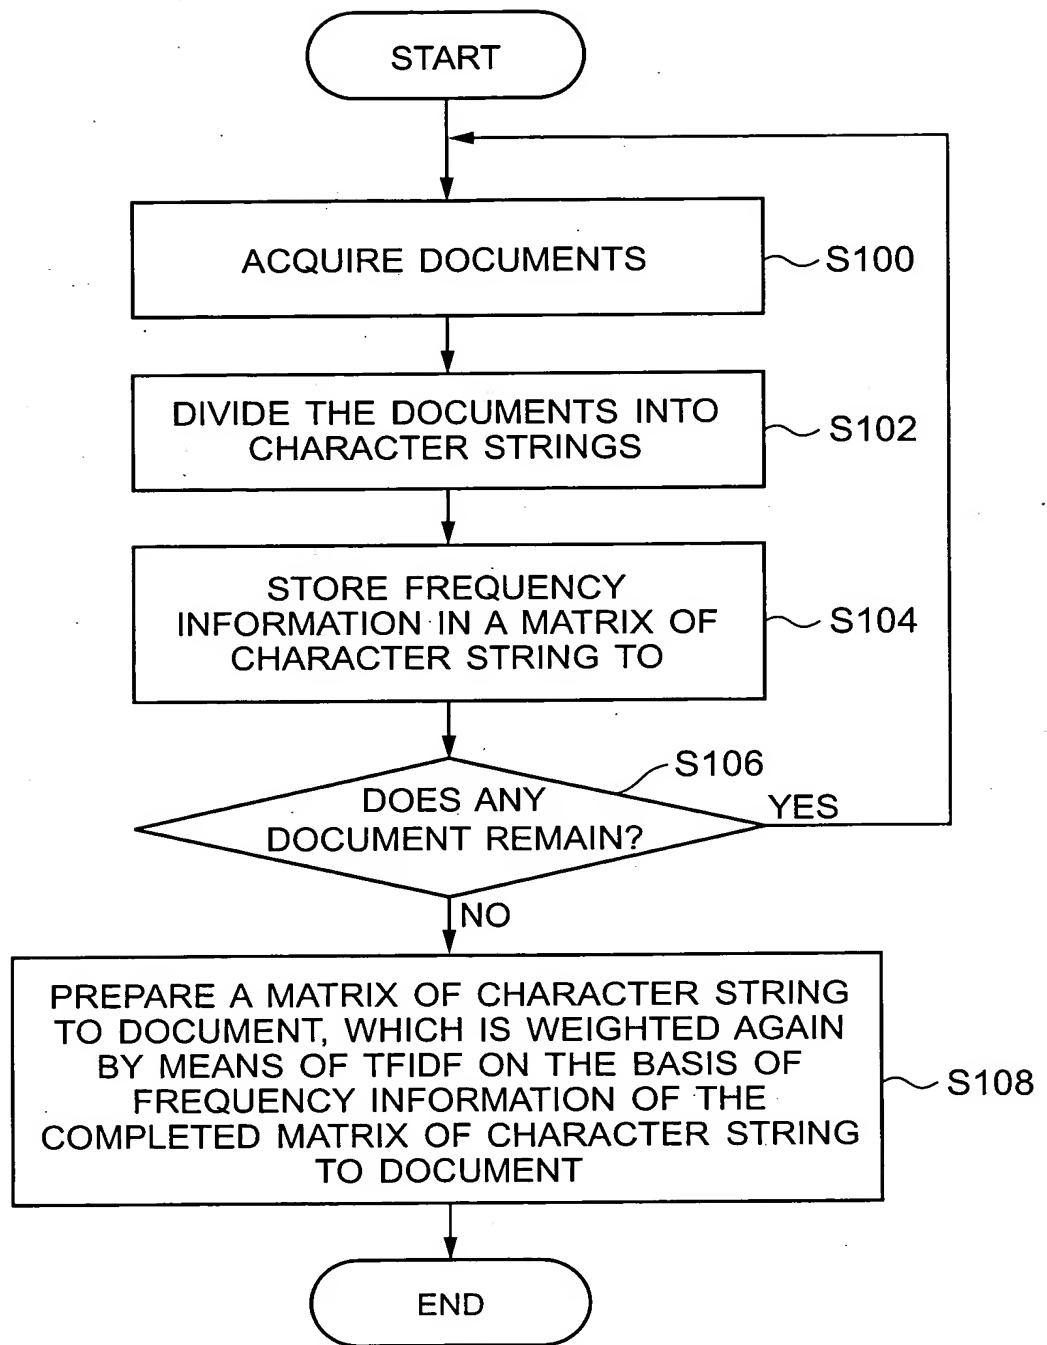 START
ACQUIRE DOCUMENTS
S100
DIVIDE THE DOCUMENTS INTO
CHARACTER STRINGS
S102
STORE FREQUENCY
INFORMATION IN A MATRIX OF
CHARACTER STRING TO
S104
S106
DOES ANY
DOCUMENT REMAIN?
YES
NO
PREPARE A MATRIX OF CHARACTER STRING
TO DOCUMENT, WHICH IS WEIGHTED AGAIN
BY MEANS OF TFIDF ON THE BASIS OF
FREQUENCY INFORMATION OF THE
COMPLETED MATRIX OF CHARACTER STRING
TO DOCUMENT
S108
END